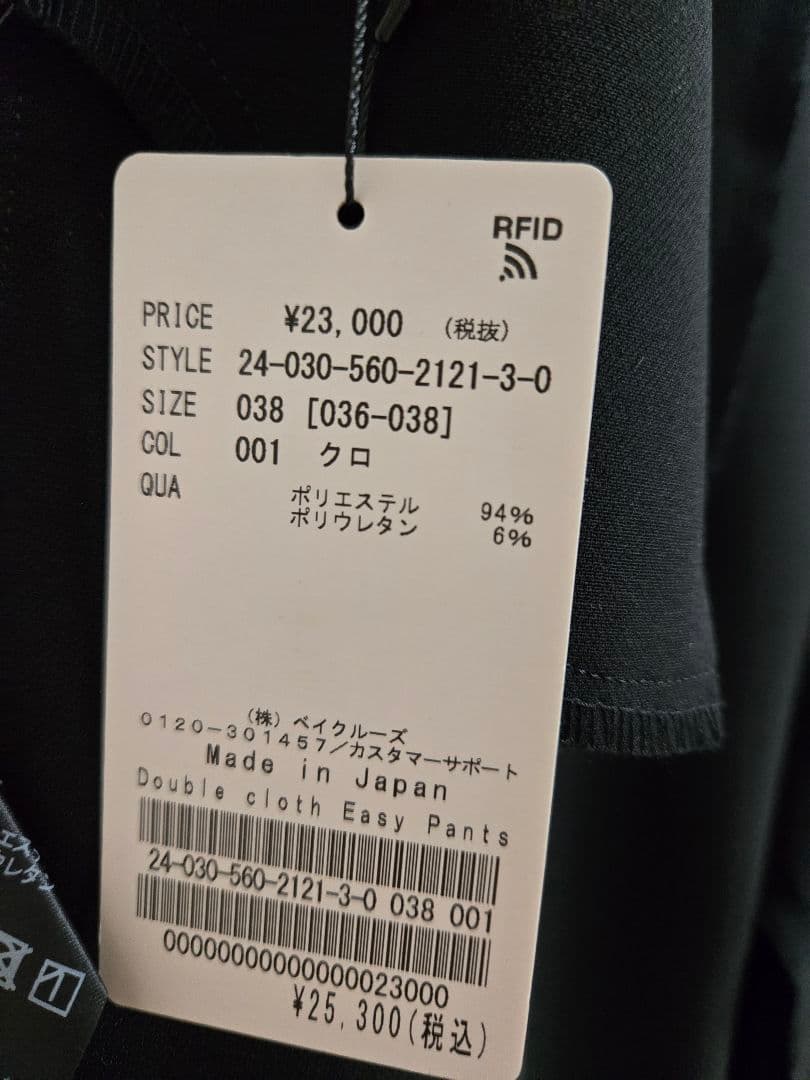 RFID
PRICE ¥23,000 (税抜)
STYLE 24-030-560-2121-3-0
SIZE 038 [036-038]
COL 001 クロ
QUA
ポリエステル 94%
ポリウレタン 6%
(株) ベイクルーズ
0120-301457/カスタマーサポート
Made in Japan
Double cloth Easy Pants
24-030-560-2121-3-0 038 001
0000000000000023000
¥25,300(税込)